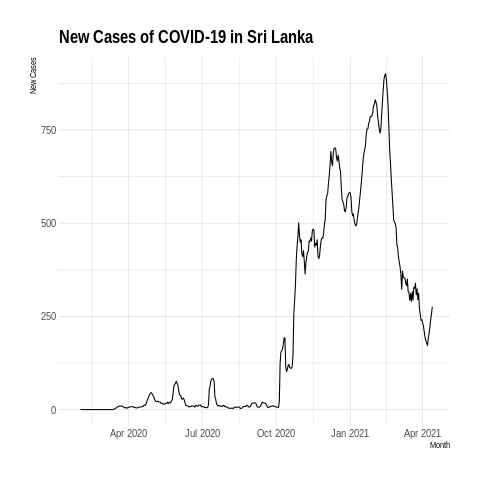 New Cases of COVID-19 in Sri Lanka
New Cases
750
500
250
0
Apr 2020 Jul 2020 Oct 2020 Jan 2021 Apr 2021
Month